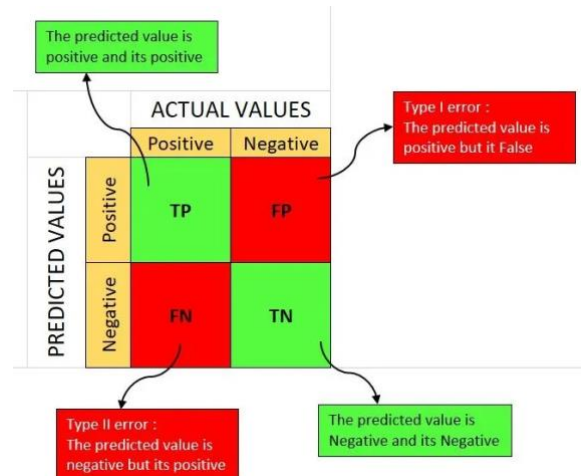 The predicted value is
positive and its positive
ACTUAL VALUES
Positive
Negative
Type I error :
The predicted value is
positive but it False
PREDICTED VALUES
Positive
TP
FP
Negative
FN
TN
Type II error :
The predicted value is
negative but its positive
The predicted value is
Negative and its Negative